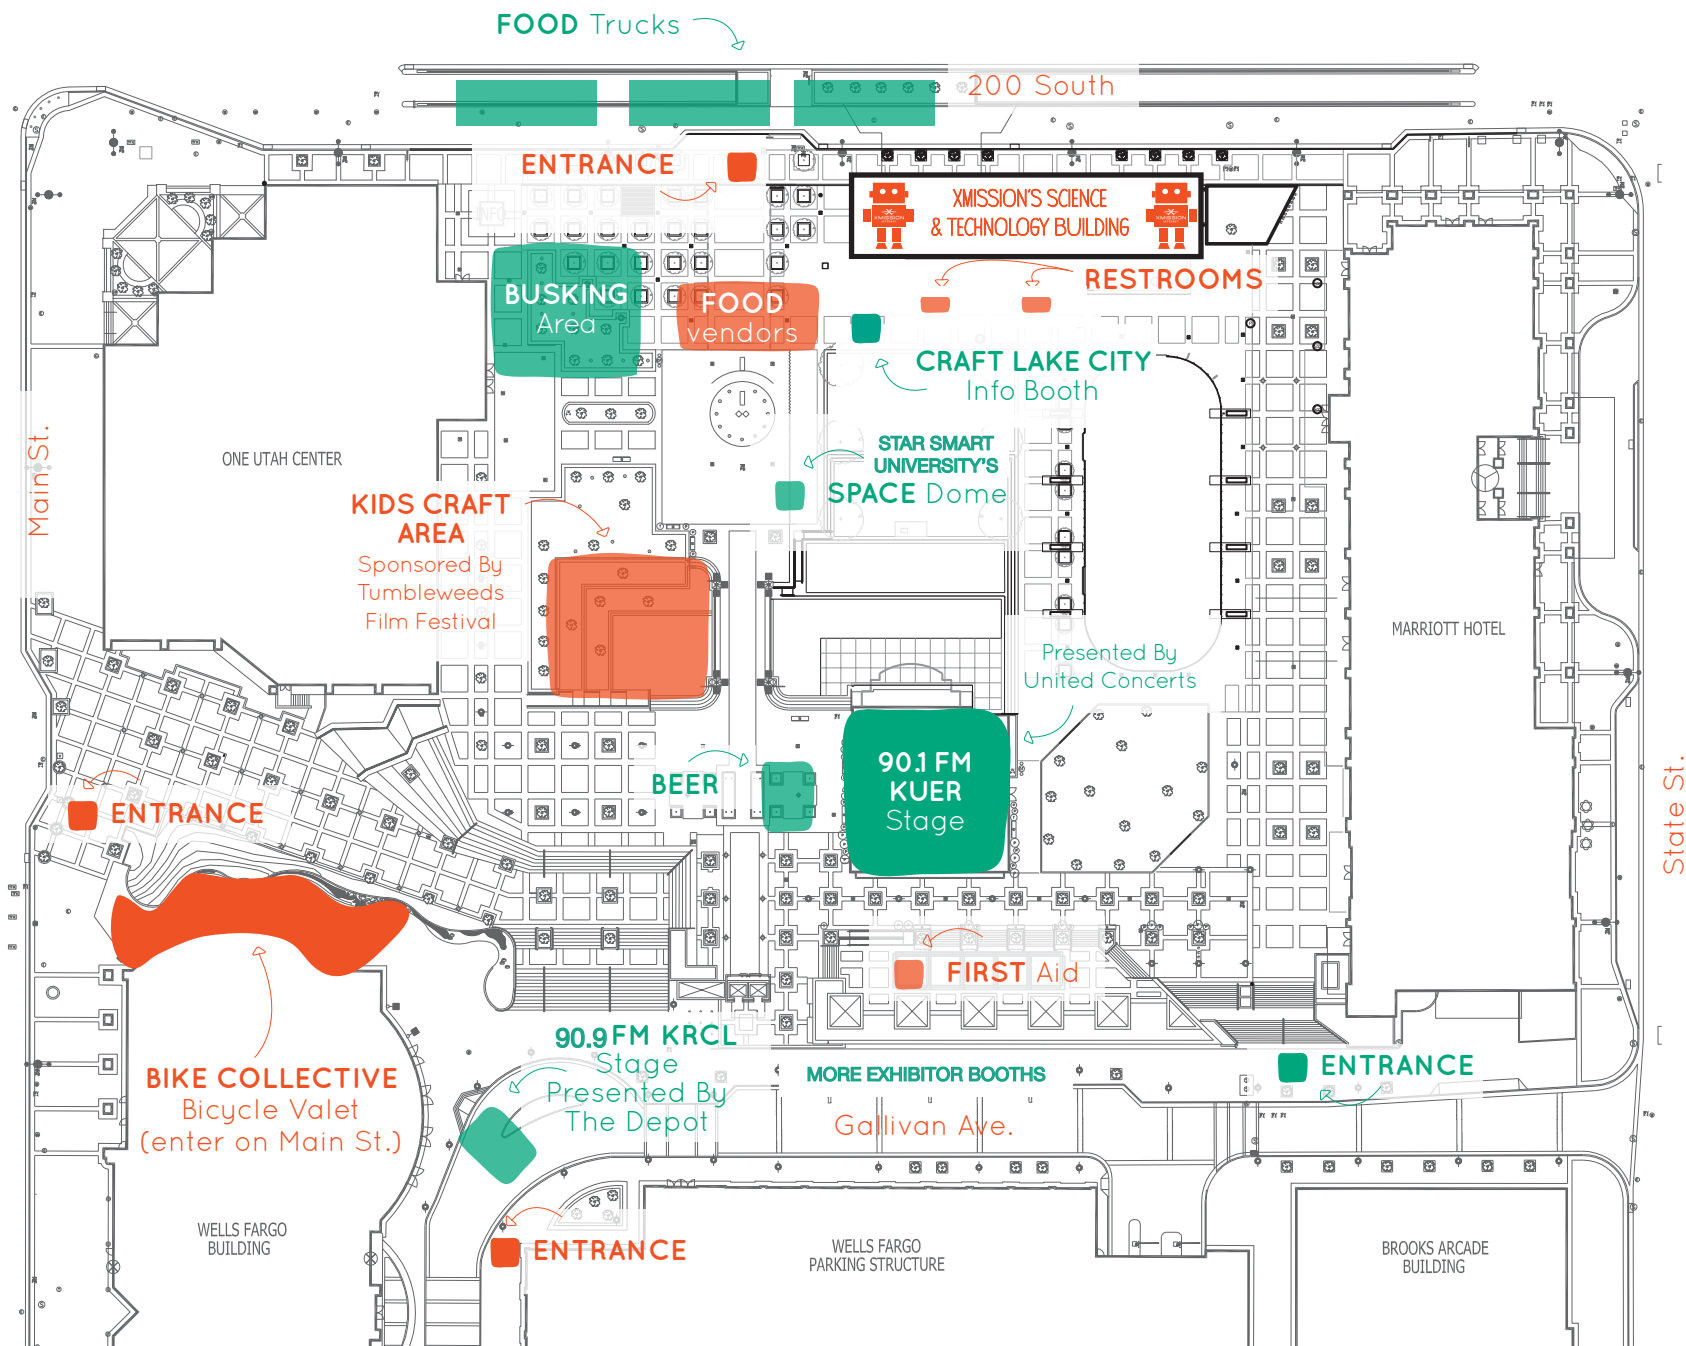 FOOD Trucks
200 South
ENTRANCE
XMISSION'S SCIENCE
& TECHNOLOGY BUILDING
XMISSION
XMISSION
RESTROOMS
BUSKING
Area
FOOD
vendors
CRAFT LAKE CITY
Info Booth
Main St.
ONE UTAH CENTER
STAR SMART
UNIVERSITY'S
SPACE Dome
KIDS CRAFT
AREA
Sponsored By
Tumbleweeds
Film Festival
MARRIOTT HOTEL
Presented By
United Concerts
BEER
90.1 FM
KUER
Stage
ENTRANCE
State St.
FIRST Aid
90.9 FM KRCL
Stage
Presented By
The Depot
MORE EXHIBITOR BOOTHS
ENTRANCE
BIKE COLLECTIVE
Bicycle Valet
(enter on Main St.)
Gallivan Ave.
WELLS FARGO
BUILDING
ENTRANCE
WELLS FARGO
PARKING STRUCTURE
BROOKS ARCADE
BUILDING